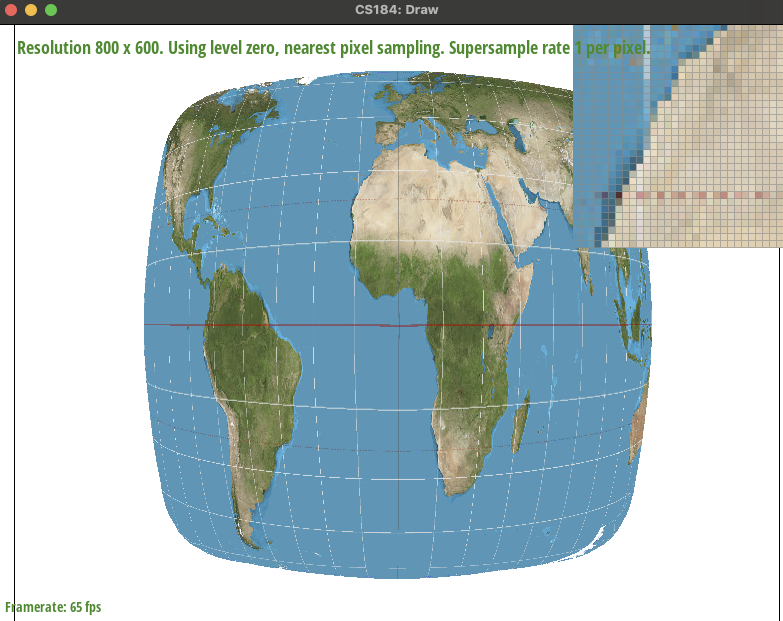 CS184: Draw
Resolution 800 x 600. Using level zero, nearest pixel sampling. Supersample rate 1 per pixel.
Framerate: 65 fps